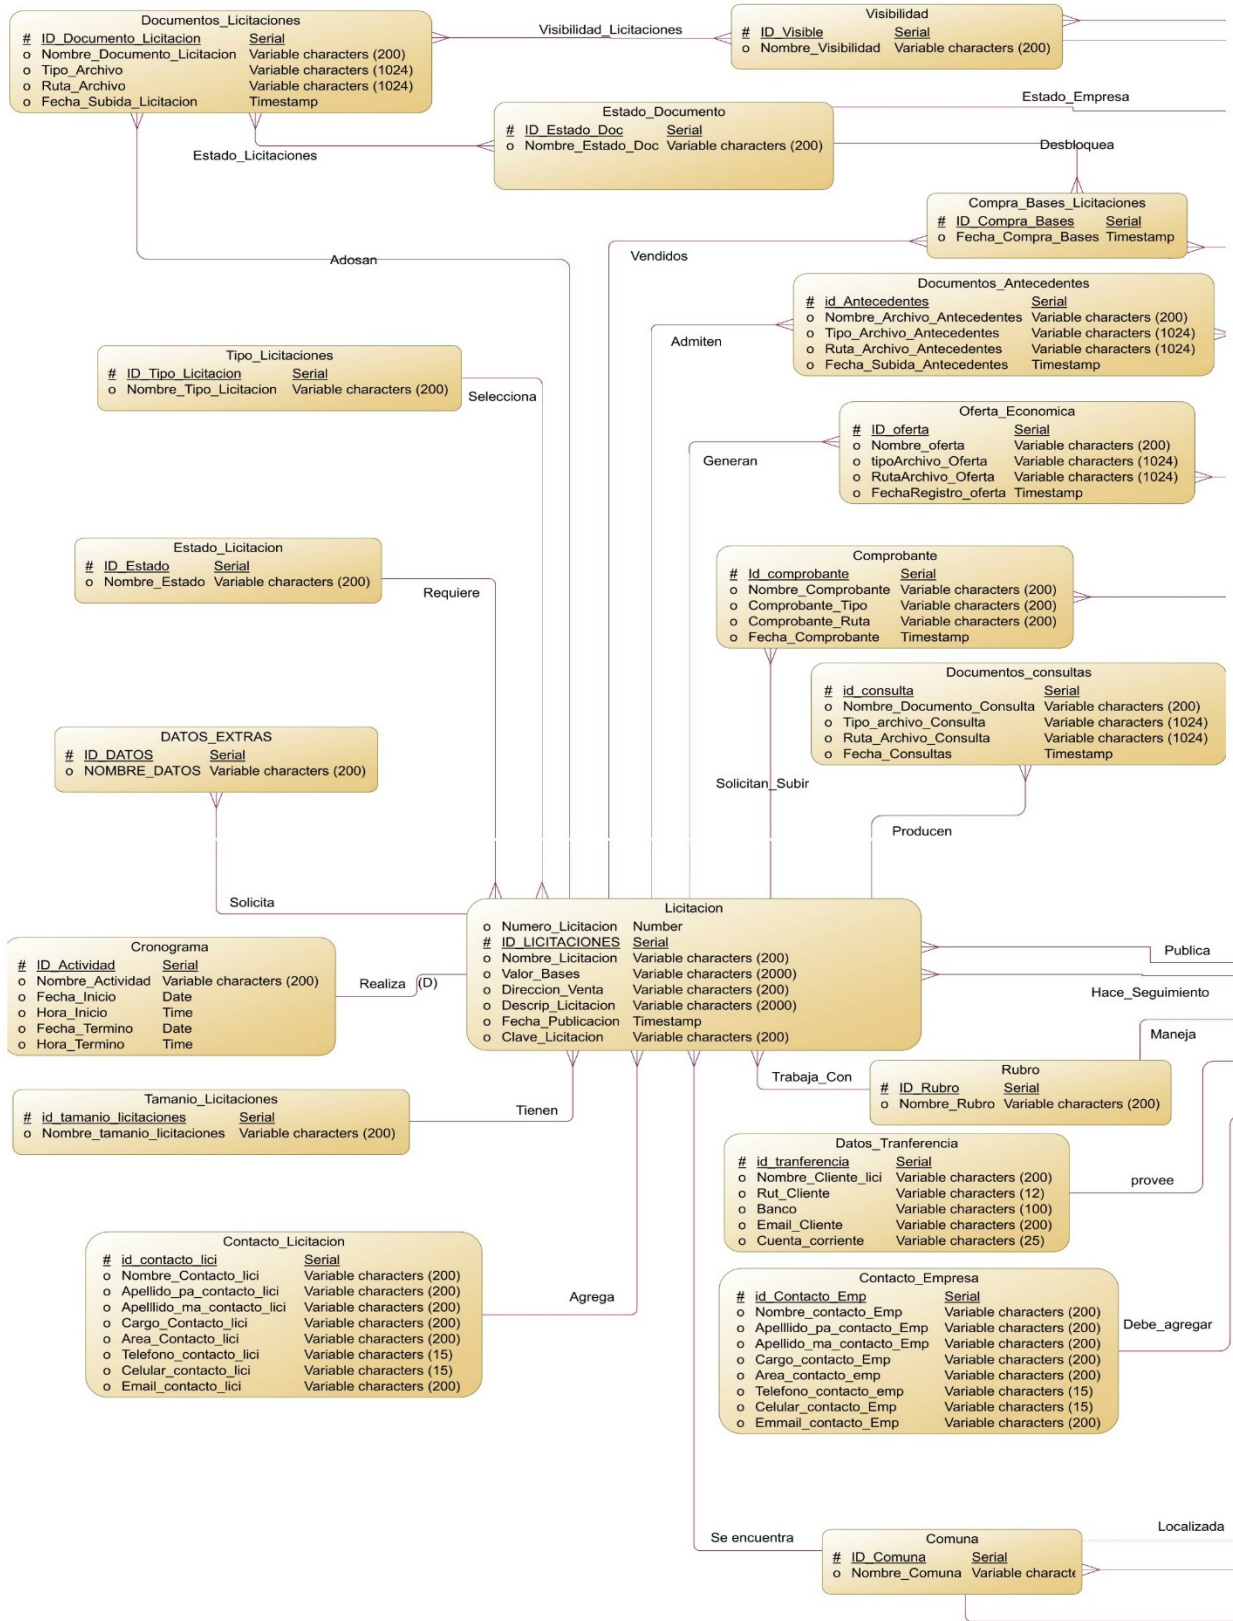 Documentos_Licitaciones
# ID_Documento_Licitacion Serial
o Nombre_Documento_Licitacion Variable characters (200)
o Tipo_Archivo Variable characters (1024)
o Ruta_Archivo Variable characters (1024)
o Fecha_Subida_Licitacion Timestamp
Visibilidad_Licitaciones
Visibilidad
# ID_Visible Serial
o Nombre_Visibilidad Variable characters (200)
Estado_Licitaciones
Estado_Documento
# ID_Estado_Doc Serial
o Nombre_Estado_Doc Variable characters (200)
Estado_Empresa
Desbloquea
Compra_Bases_Licitaciones
# ID_Compra_Bases Serial
o Fecha_Compra_Bases Timestamp
Adosan
Vendidos
Documentos_Antecedentes
# id_Antecedentes Serial
o Nombre_Archivo_Antecedentes Variable characters (200)
o Tipo_Archivo_Antecedentes Variable characters (1024)
o Ruta_Archivo_Antecedentes Variable characters (1024)
o Fecha_Subida_Antecedentes Timestamp
Admiten
Tipo_Licitaciones
# ID_Tipo_Licitacion Serial
o Nombre_Tipo_Licitacion Variable characters (200)
Selecciona
Oferta_Economica
# ID_oferta Serial
o Nombre_oferta Variable characters (200)
o tipoArchivo_Oferta Variable characters (1024)
o RutaArchivo_Oferta Variable characters (1024)
o FechaRegistro_oferta Timestamp
Generan
Estado_Licitacion
# ID_Estado Serial
o Nombre_Estado Variable characters (200)
Requiere
Comprobante
# Id_comprobante Serial
o Nombre_Comprobante Variable characters (200)
o Comprobante_Tipo Variable characters (200)
o Comprobante_Ruta Variable characters (200)
o Fecha_Comprobante Timestamp
Documentos_consultas
# id_consulta Serial
o Nombre_Documento_Consulta Variable characters (200)
o Tipo_archivo_Consulta Variable characters (1024)
o Ruta_Archivo_Consulta Variable characters (1024)
o Fecha_Consultas Timestamp
DATOS_EXTRAS
# ID_DATOS Serial
o NOMBRE_DATOS Variable characters (200)
Solicitan_Subir
Producen
Solicita
Licitacion
o Numero_Licitacion Number
# ID_LICITACIONES Serial
o Nombre_Licitacion Variable characters (200)
o Valor_Bases Variable characters (2000)
o Direccion_Venta Variable characters (200)
o Descrip_Licitacion Variable characters (2000)
o Fecha_Publicacion Timestamp
o Clave_Licitacion Variable characters (200)
Cronograma
# ID_Actividad Serial
o Nombre_Actividad Variable characters (200)
o Fecha_Inicio Date
o Hora_Inicio Time
o Fecha_Termino Date
o Hora_Termino Time
Realiza (D)
Publica
Hace_Seguimiento
Maneja
Rubro
# ID_Rubro Serial
o Nombre_Rubro Variable characters (200)
Trabaja_Con
Tamanio_Licitaciones
# id_tamanio_licitaciones Serial
o Nombre_tamanio_licitaciones Variable characters (200)
Tienen
Datos_Tranferencia
# id_tranferencia Serial
o Nombre_Cliente_lici Variable characters (200)
o Rut_Cliente Variable characters (12)
o Banco Variable characters (100)
o Email_Cliente Variable characters (200)
o Cuenta_corriente Variable characters (25)
provee
Contacto_Licitacion
# id_contacto_lici Serial
o Nombre_Contacto_lici Variable characters (200)
o Apellido_pa_contacto_lici Variable characters (200)
o Apelllido_ma_contacto_lici Variable characters (200)
o Cargo_Contacto_lici Variable characters (200)
o Area_Contacto_lici Variable characters (200)
o Telefono_contacto_lici Variable characters (15)
o Celular_contacto_lici Variable characters (15)
o Email_contacto_lici Variable characters (200)
Agrega
Contacto_Empresa
# id_Contacto_Emp Serial
o Nombre_contacto_Emp Variable characters (200)
o Apelllido_pa_contacto_Emp Variable characters (200)
o Apellido_ma_contacto_Emp Variable characters (200)
o Cargo_contacto_Emp Variable characters (200)
o Area_contacto_emp Variable characters (200)
o Telefono_contacto_emp Variable characters (15)
o Celular_contacto_Emp Variable characters (15)
o Emmail_contacto_Emp Variable characters (200)
Debe_agregar
Se encuentra
Comuna
# ID_Comuna Serial
o Nombre_Comuna Variable characte
Localizada